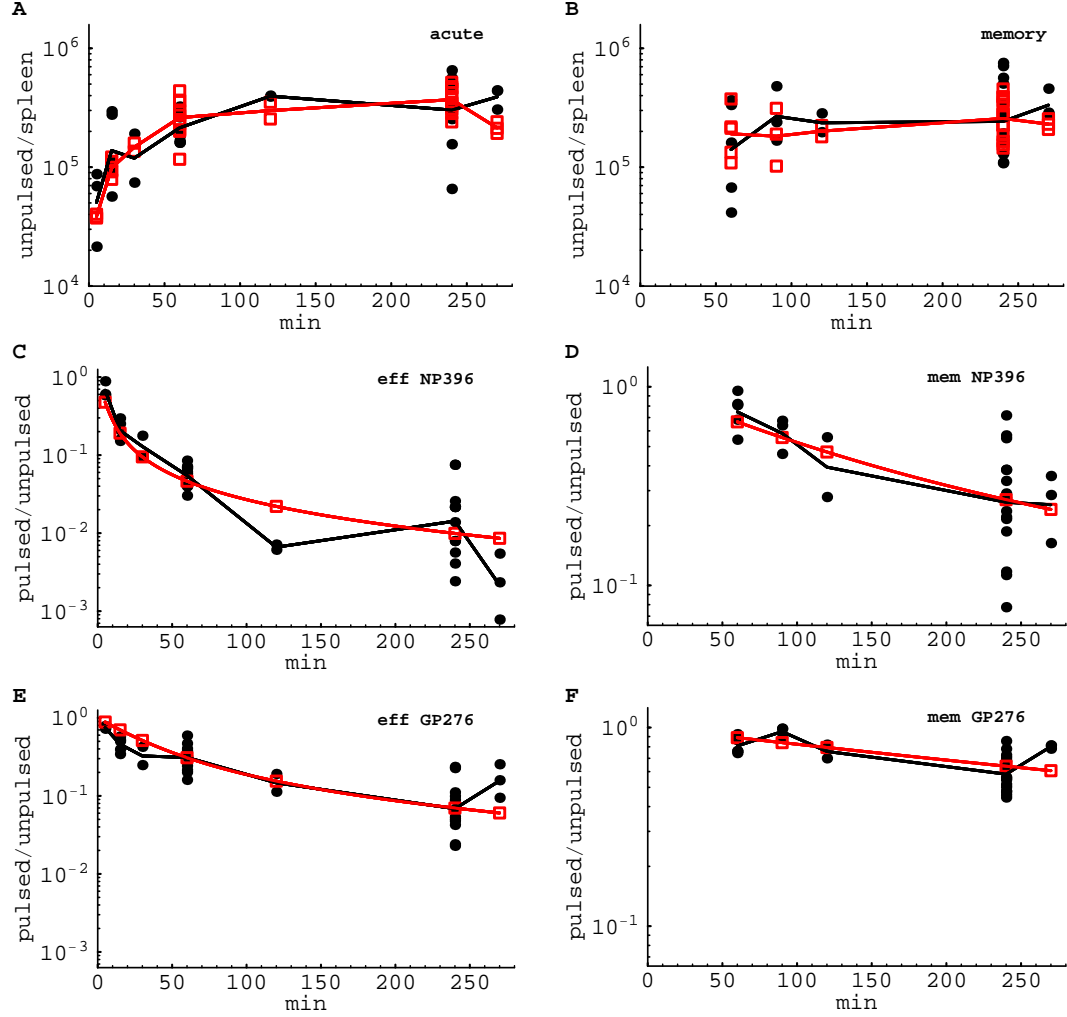 A
acute
unpulsed/spleen
10^6
10^5
10^4
0 50 100 150 200 250
min
B
memory
unpulsed/spleen
10^6
10^5
10^4
0 50 100 150 200 250
min
C
eff NP396
pulsed/unpulsed
10^0
10^-1
10^-2
10^-3
0 50 100 150 200 250
min
D
mem NP396
pulsed/unpulsed
10^0
10^-1
0 50 100 150 200 250
min
E
eff GP276
pulsed/unpulsed
10^0
10^-1
10^-2
10^-3
0 50 100 150 200 250
min
F
mem GP276
pulsed/unpulsed
10^0
10^-1
0 50 100 150 200 250
min